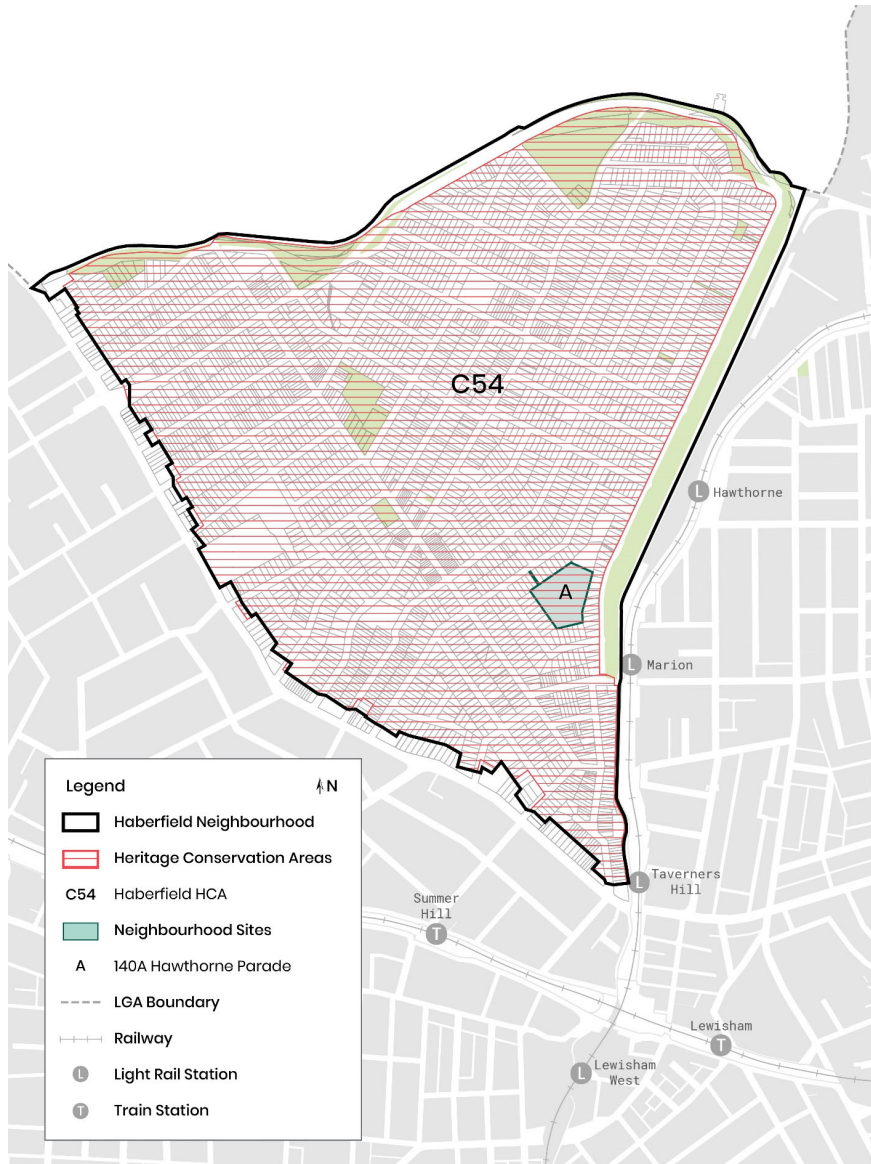 C54
L Hawthorne
A
L Marion
Legend
N
Haberfield Neighbourhood
Heritage Conservation Areas
C54 Haberfield HCA
Neighbourhood Sites
A 140A Hawthorne Parade
LGA Boundary
Railway
L Light Rail Station
T Train Station
L Taverners
Hill
Summer
Hill
T
Lewisham
T
L Lewisham
West